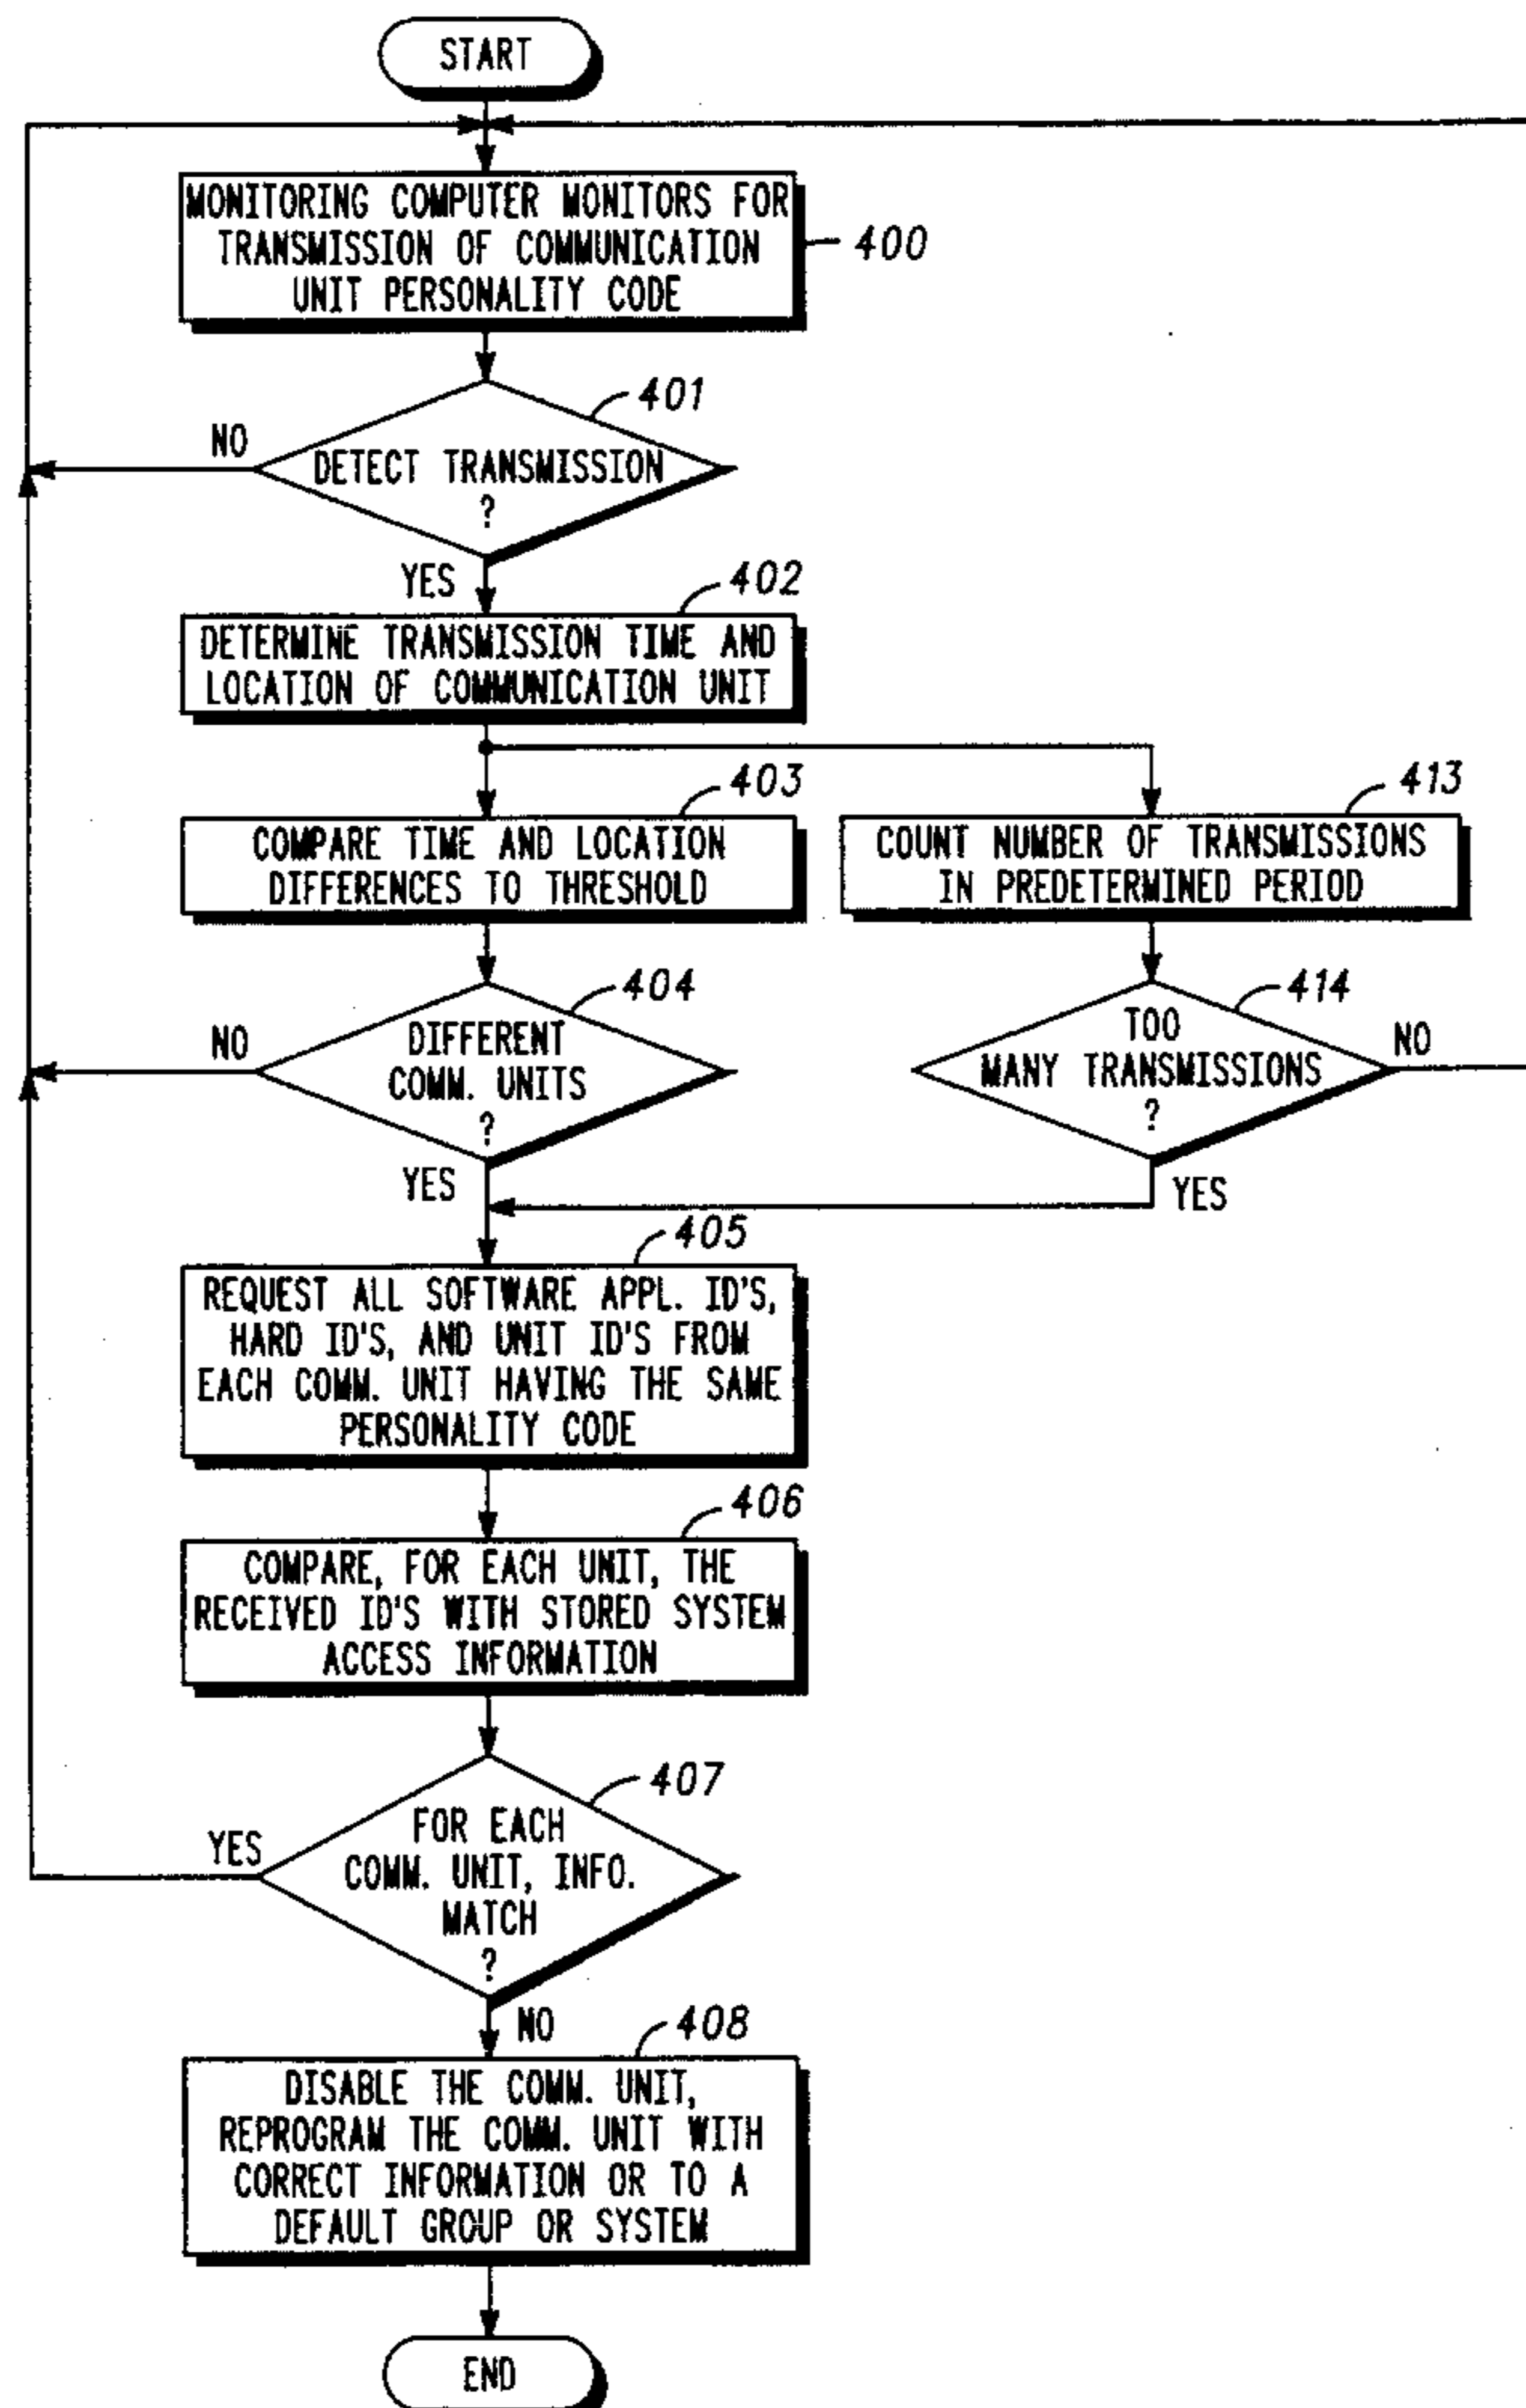 START
MONITORING COMPUTER MONITORS FOR
TRANSMISSION OF COMMUNICATION
UNIT PERSONALITY CODE
400
401
NO
DETECT TRANSMISSION
?
YES
402
DETERMINE TRANSMISSION TIME AND
LOCATION OF COMMUNICATION UNIT
403
COMPARE TIME AND LOCATION
DIFFERENCES TO THRESHOLD
413
COUNT NUMBER OF TRANSMISSIONS
IN PREDETERMINED PERIOD
404
NO
DIFFERENT
COMM. UNITS
?
YES
414
TOO
MANY TRANSMISSIONS
?
NO
YES
405
REQUEST ALL SOFTWARE APPL. ID'S,
HARD ID'S, AND UNIT ID'S FROM
EACH COMM. UNIT HAVING THE SAME
PERSONALITY CODE
406
COMPARE, FOR EACH UNIT, THE
RECEIVED ID'S WITH STORED SYSTEM
ACCESS INFORMATION
407
YES
FOR EACH
COMM. UNIT, INFO.
MATCH
?
NO
408
DISABLE THE COMM. UNIT,
REPROGRAM THE COMM. UNIT WITH
CORRECT INFORMATION OR TO A
DEFAULT GROUP OR SYSTEM
END